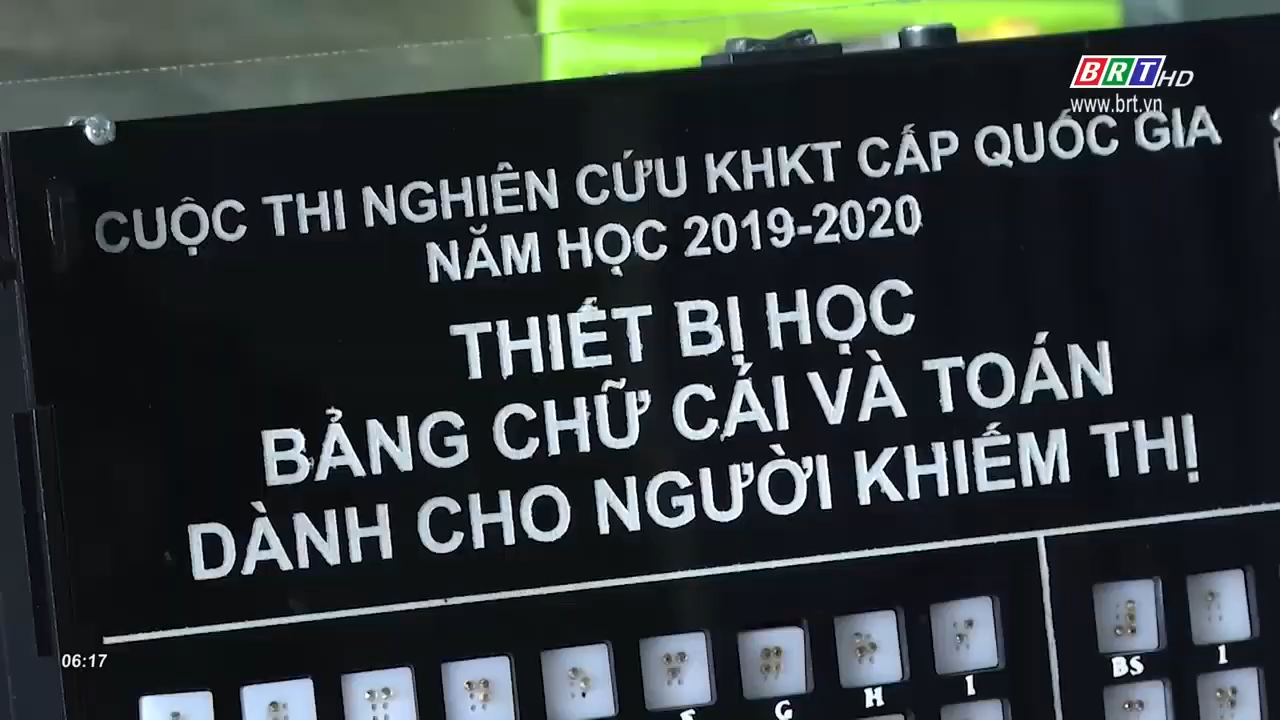 BRT HD
www.brt.vn
CUỘC THI NGHIÊN CỨU KHKT CẤP QUỐC GIA
NĂM HỌC 2019-2020
THIẾT BỊ HỌC
BẢNG CHỮ CÁI VÀ TOÁN
DÀNH CHO NGƯỜI KHIẾM THỊ
06:17
G H I BS 1